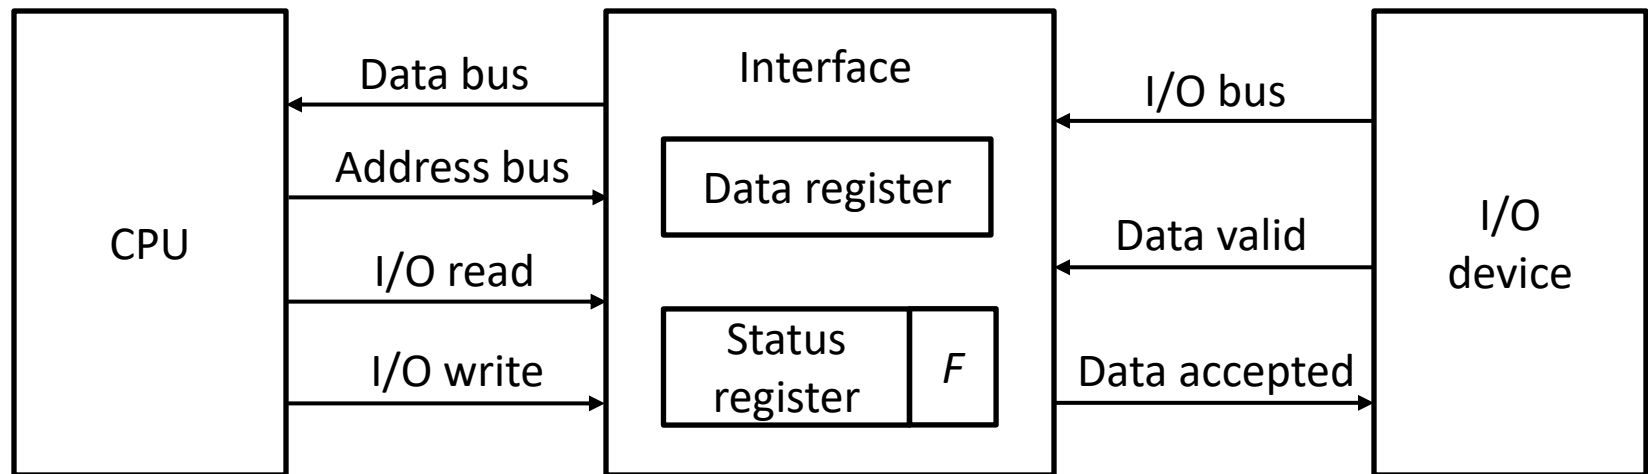 CPU
Data bus
Address bus
I/O read
I/O write
Interface
Data register
Status
register
F
I/O bus
Data valid
Data accepted
I/O
device